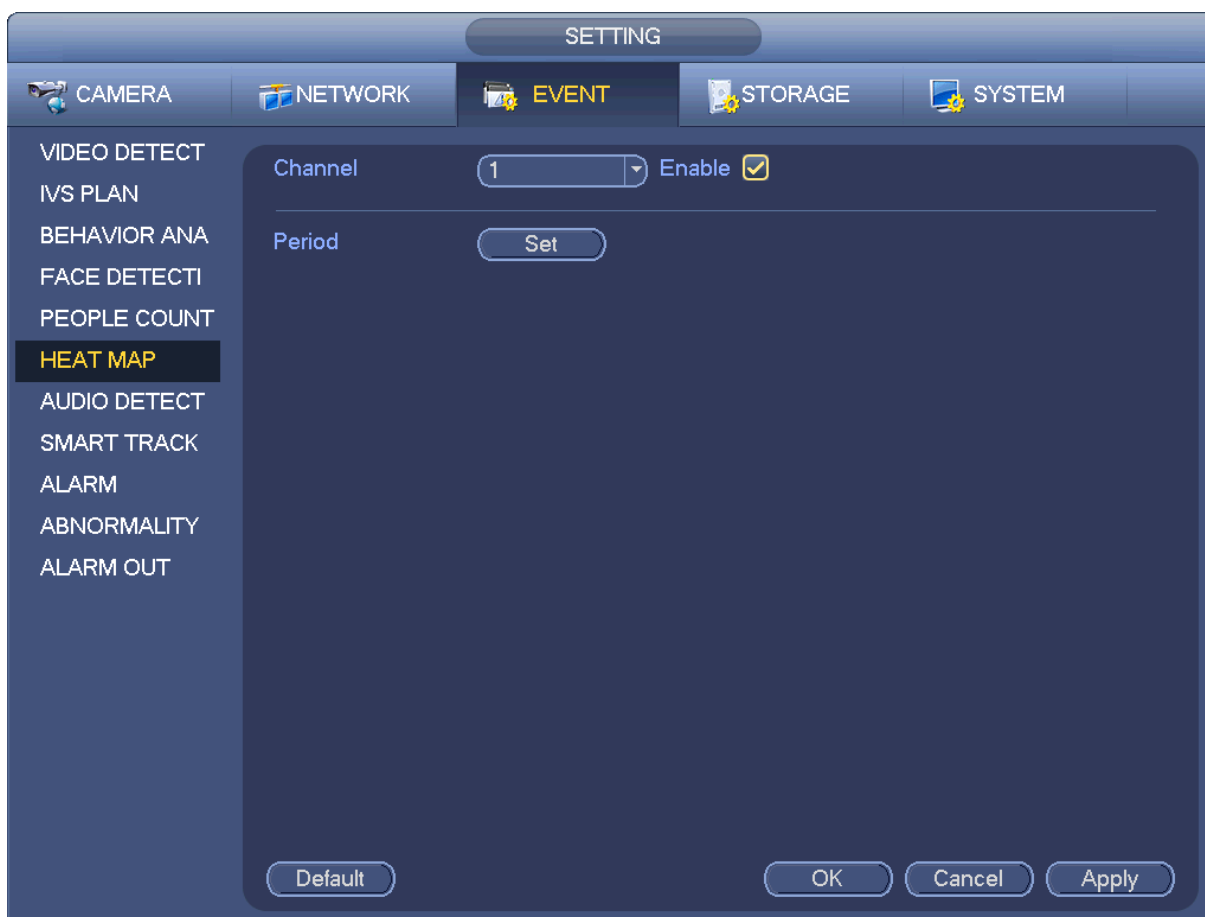 SETTING
CAMERA NETWORK EVENT STORAGE SYSTEM
VIDEO DETECT
IVS PLAN
BEHAVIOR ANA
FACE DETECTI
PEOPLE COUNT
HEAT MAP
AUDIO DETECT
SMART TRACK
ALARM
ABNORMALITY
ALARM OUT
Channel 1 Enable
Period Set
Default OK Cancel Apply